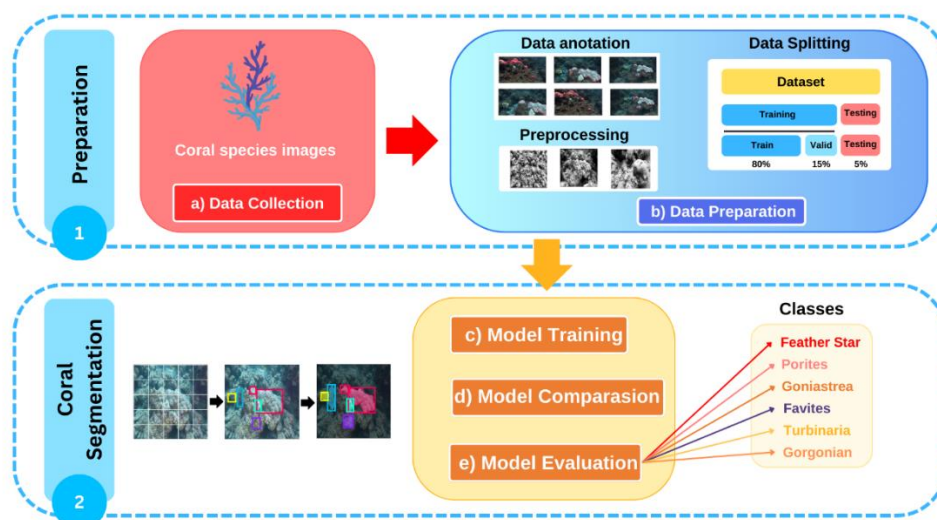 Preparation
1
Coral species images
a) Data Collection
Data anotation
Preprocessing
Data Splitting
Dataset
Training
Testing
Train
Valid
Testing
80%
15%
5%
b) Data Preparation
Coral
Segmentation
2
c) Model Training
d) Model Comparasion
e) Model Evaluation
Classes
Feather Star
Porites
Goniastrea
Favites
Turbinaria
Gorgonian